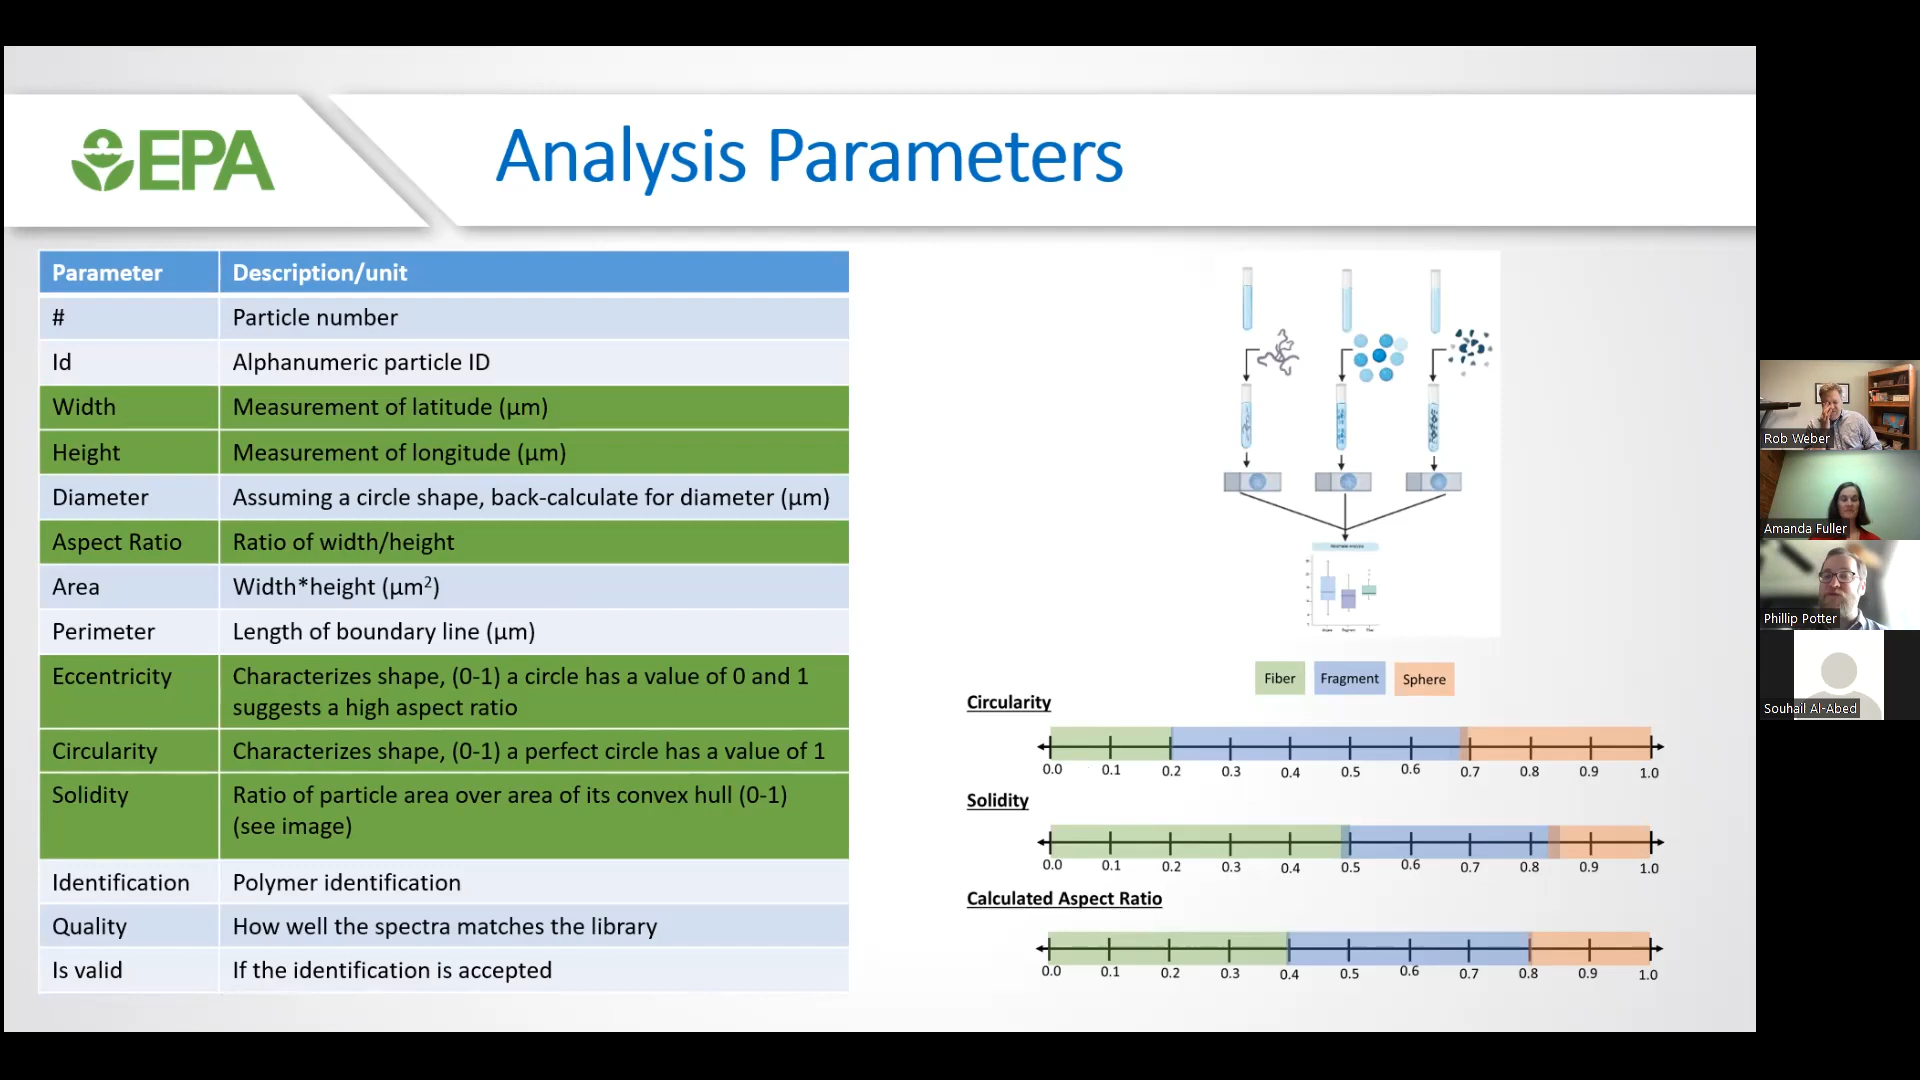 EPA
Analysis Parameters
Parameter Description/unit
# Particle number
Id Alphanumeric particle ID
Width Measurement of latitude (µm)
Height Measurement of longitude (µm)
Diameter Assuming a circle shape, back-calculate for diameter (µm)
Aspect Ratio Ratio of width/height
Area Width*height (µm²)
Perimeter Length of boundary line (µm)
Eccentricity Characterizes shape, (0-1) a circle has a value of 0 and 1
suggests a high aspect ratio
Circularity Characterizes shape, (0-1) a perfect circle has a value of 1
Solidity Ratio of particle area over area of its convex hull (0-1)
(see image)
Identification Polymer identification
Quality How well the spectra matches the library
Is valid If the identification is accepted
Fiber Fragment Sphere
Circularity
0.0 0.1 0.2 0.3 0.4 0.5 0.6 0.7 0.8 0.9 1.0
Solidity
0.0 0.1 0.2 0.3 0.4 0.5 0.6 0.7 0.8 0.9 1.0
Calculated Aspect Ratio
0.0 0.1 0.2 0.3 0.4 0.5 0.6 0.7 0.8 0.9 1.0
Rob Weber
Amanda Fuller
Phillip Potter
Souhail Al-Abed